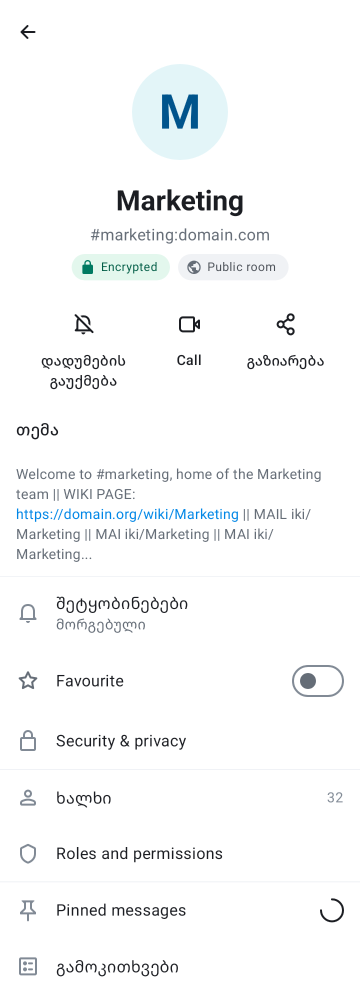 M
Marketing
#marketing:domain.com
Encrypted
Public room
დადუმების
გაუქმება
Call
გაზიარება
თემა
Welcome to #marketing, home of the Marketing
team || WIKI PAGE:
https://domain.org/wiki/Marketing || MAIL iki/
Marketing || MAI iki/Marketing || MAI iki/
Marketing...
შეტყობინებები
მორგებული
Favourite
Security & privacy
ხალხი
32
Roles and permissions
Pinned messages
გამოკითხვები